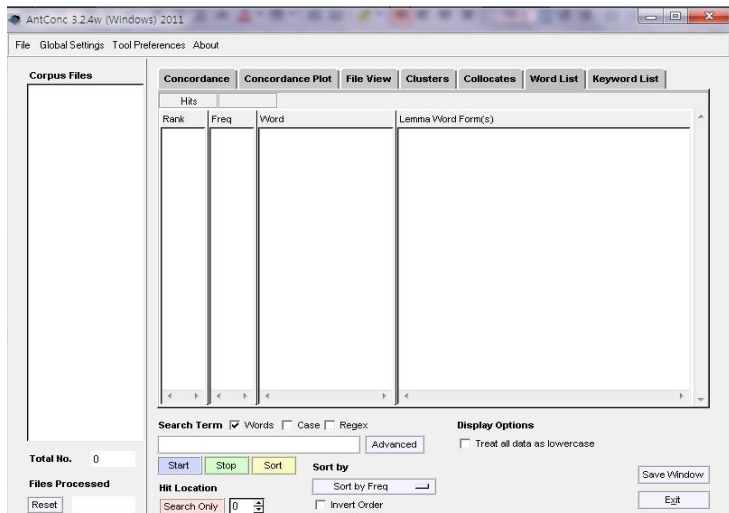 AntConc 3.2.4w (Windows) 2011
File Global Settings Tool Preferences About
Corpus Files
Concordance Concordance Plot File View Clusters Collocates Word List Keyword List
Hits
Rank Freq Word Lemma Word Form(s)
Search Term Words Case Regex Display Options
Advanced Treat all data as lowercase
Total No. 0
Start Stop Sort Sort by
Save Window
Files Processed Hit Location Sort by Freq
Reset Search Only 0 Invert Order Exit